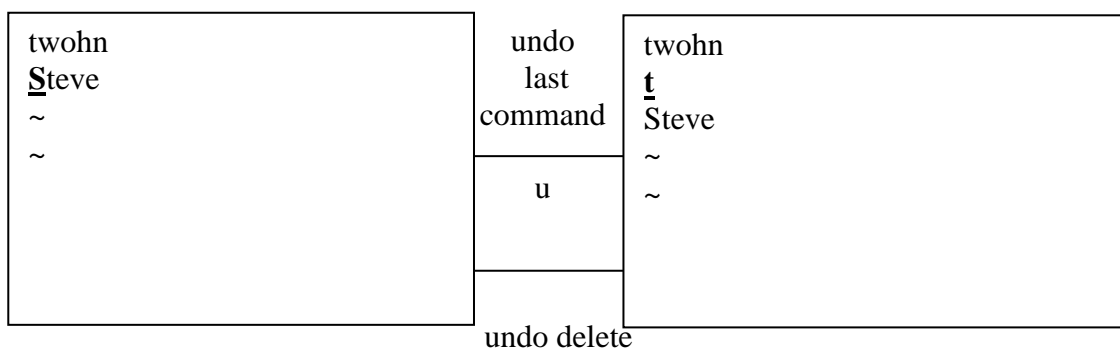 twohn
Steve
~
~
undo
last
command
u
undo delete
twohn
t
Steve
~
~